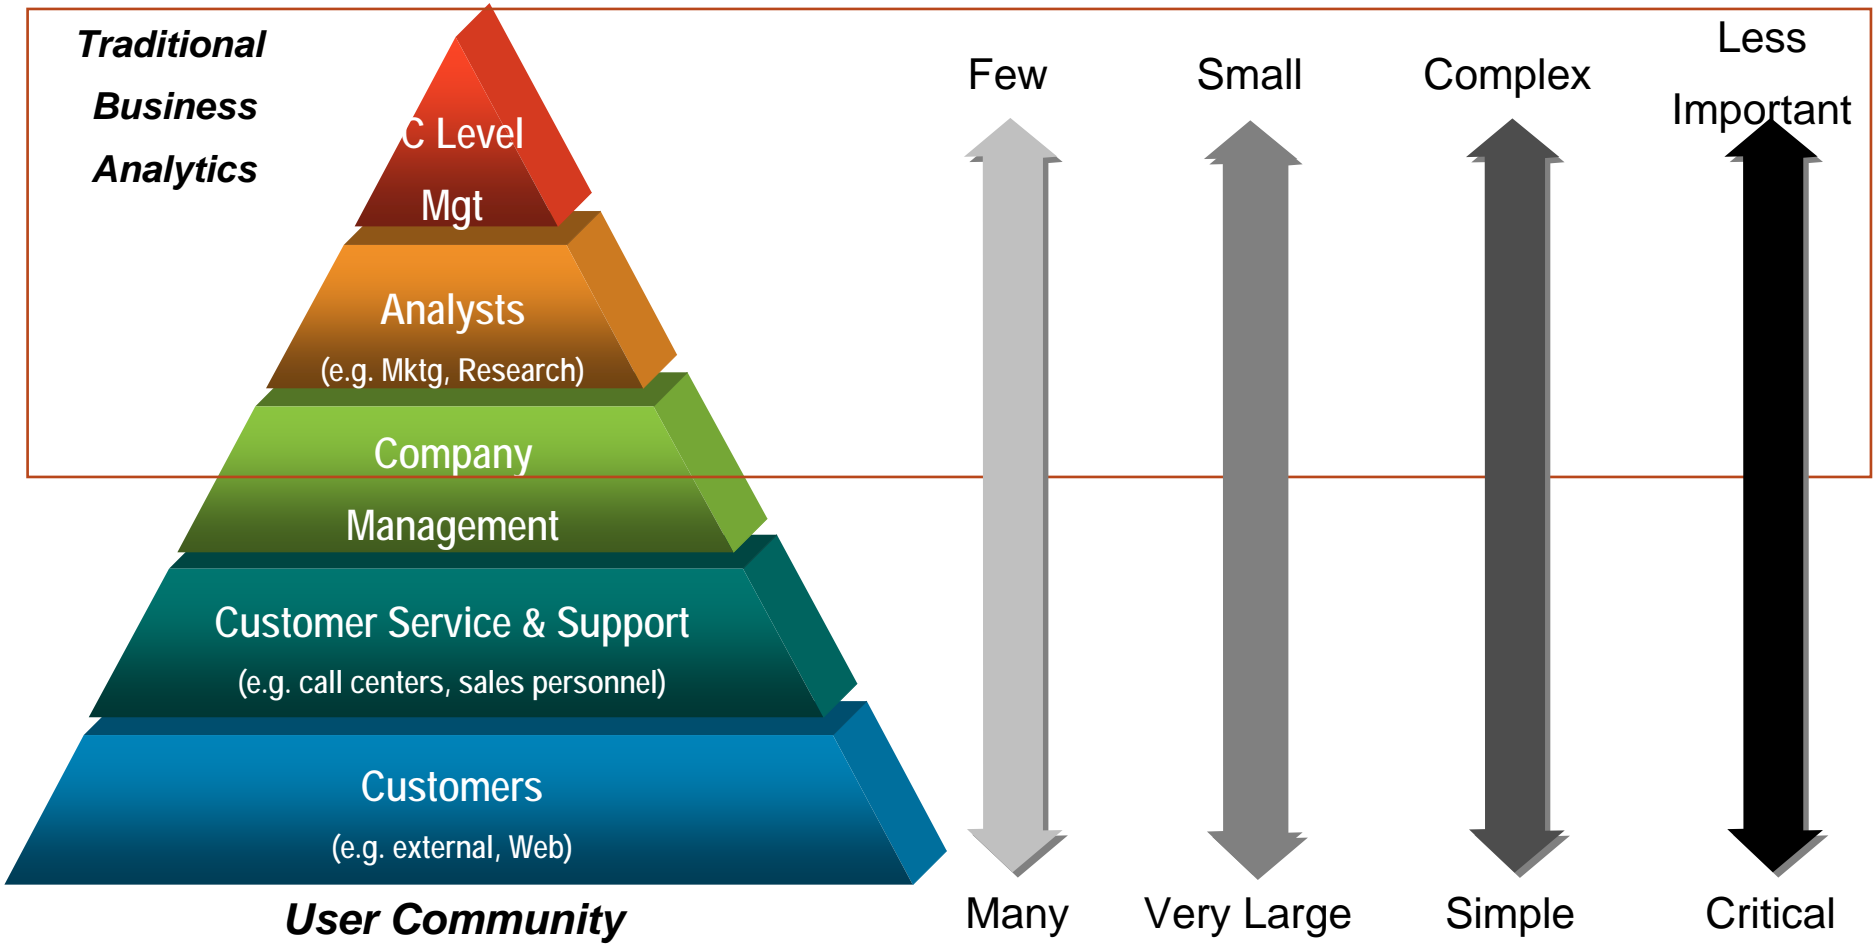 Traditional
Business
Analytics
C Level
Mgt
Analysts
(e.g. Mktg, Research)
Company
Management
Customer Service & Support
(e.g. call centers, sales personnel)
Customers
(e.g. external, Web)
User Community
Few
Small
Complex
Less
Important
Many
Very Large
Simple
Critical